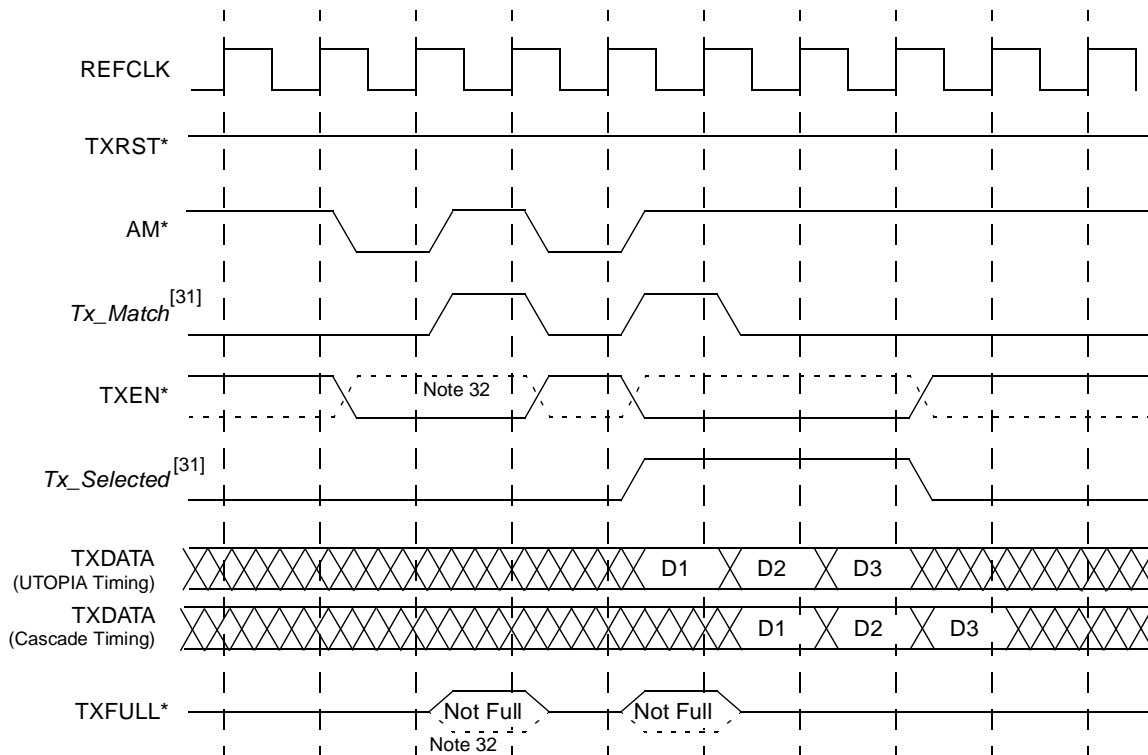 REFCLK
TXRST*
AM*
Tx_Match[31]
TXEN*
Note 32
Tx_Selected[31]
TXDATA
(UTOPIA Timing)
D1 D2 D3
TXDATA
(Cascade Timing)
D1 D2 D3
TXFULL*
Not Full Not Full
Note 32